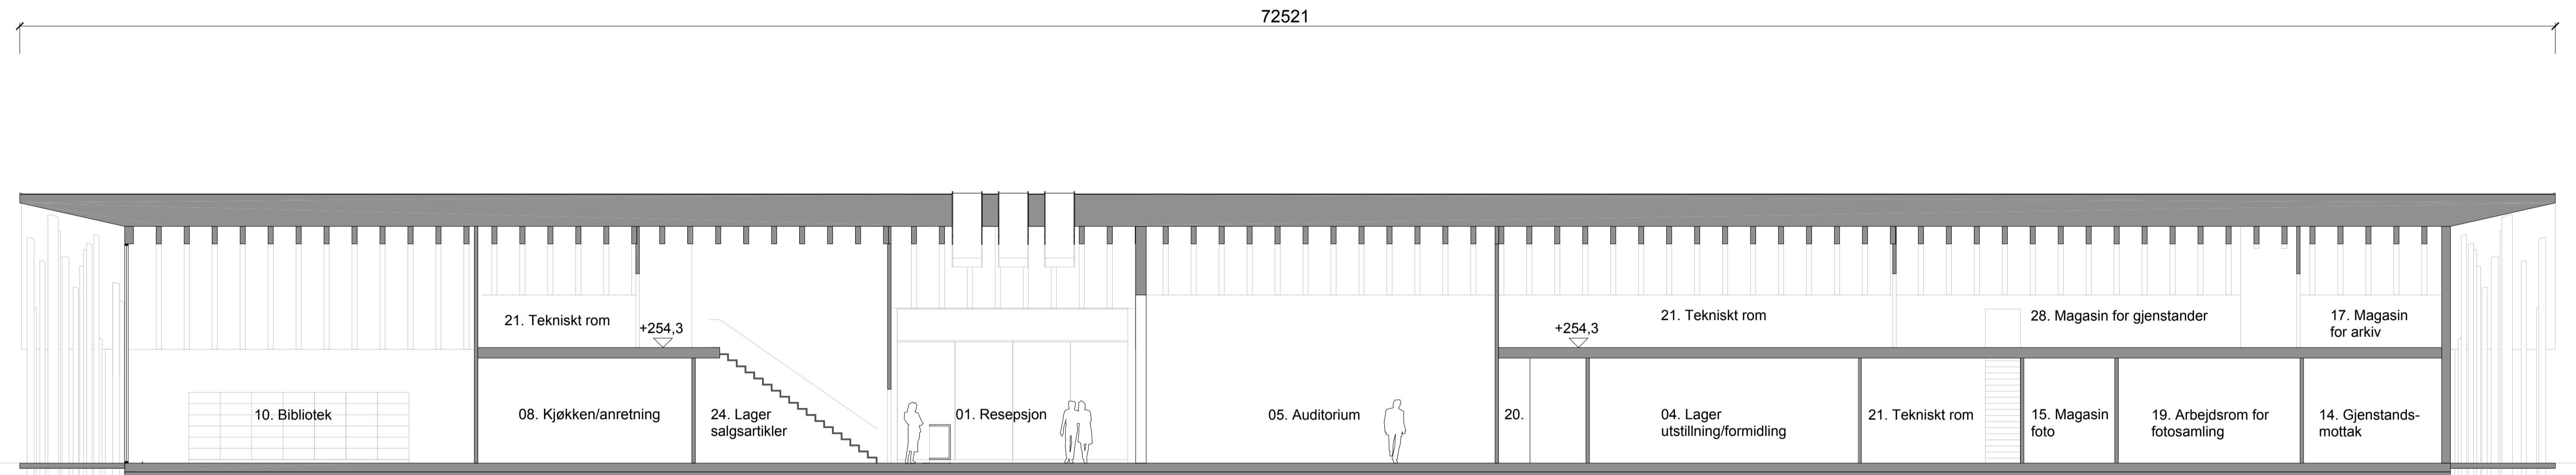 72521
21. Tekniskt rom
+254,3
+254,3
21. Tekniskt rom
28. Magasin for gjenstander
17. Magasin
for arkiv
10. Bibliotek
08. Kjøkken/anretning
24. Lager
salgsartikler
01. Resepsjon
05. Auditorium
20.
04. Lager
utstillning/formidling
21. Tekniskt rom
15. Magasin
foto
19. Arbejdsrom for
fotosamling
14. Gjenstands-
mottak